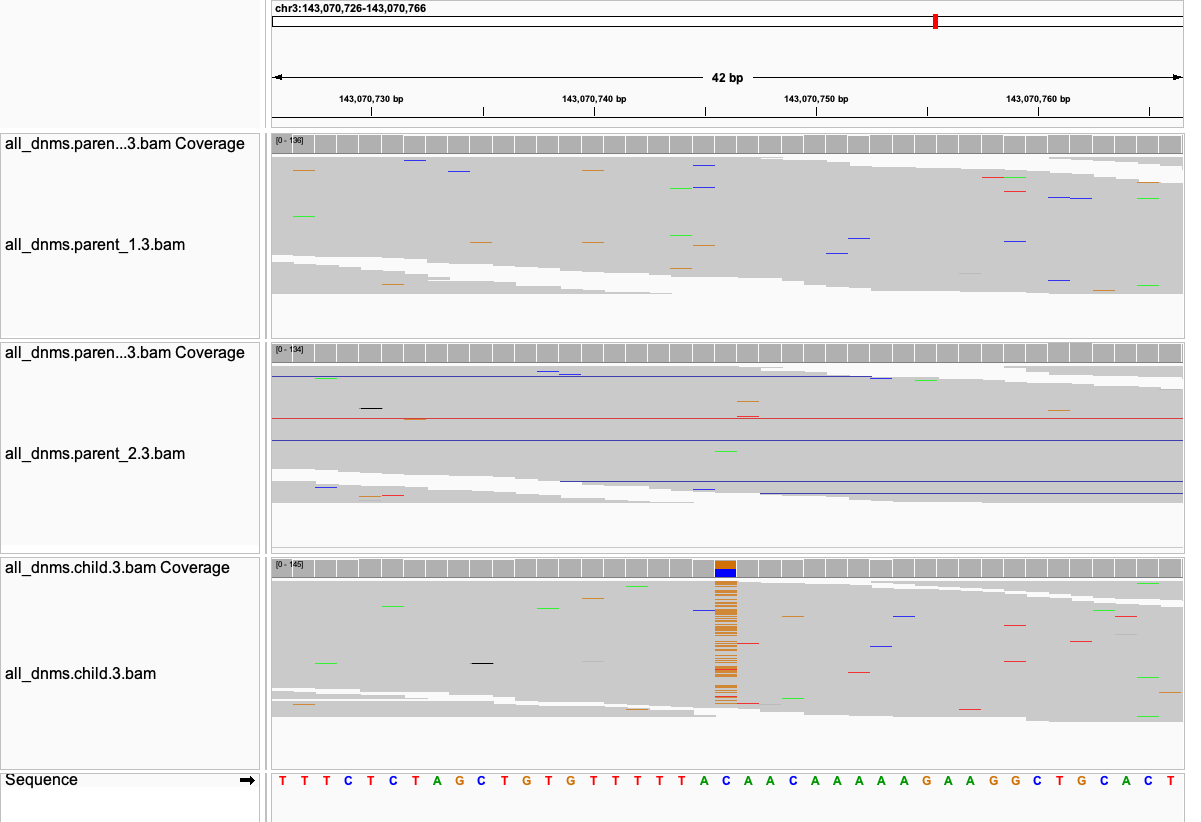 chr3:143,070,726-143,070,766
42 bp
143,070,730 bp 143,070,740 bp 143,070,750 bp 143,070,760 bp
all_dnms.paren...3.bam Coverage
[0 - 136]
all_dnms.parent_1.3.bam
all_dnms.paren...3.bam Coverage
[0 - 134]
all_dnms.parent_2.3.bam
all_dnms.child.3.bam Coverage
[0 - 145]
all_dnms.child.3.bam
Sequence T T T C T C T A G C T G T G T T T T T A C A A C A A A A A G A A G G C T G C A C T